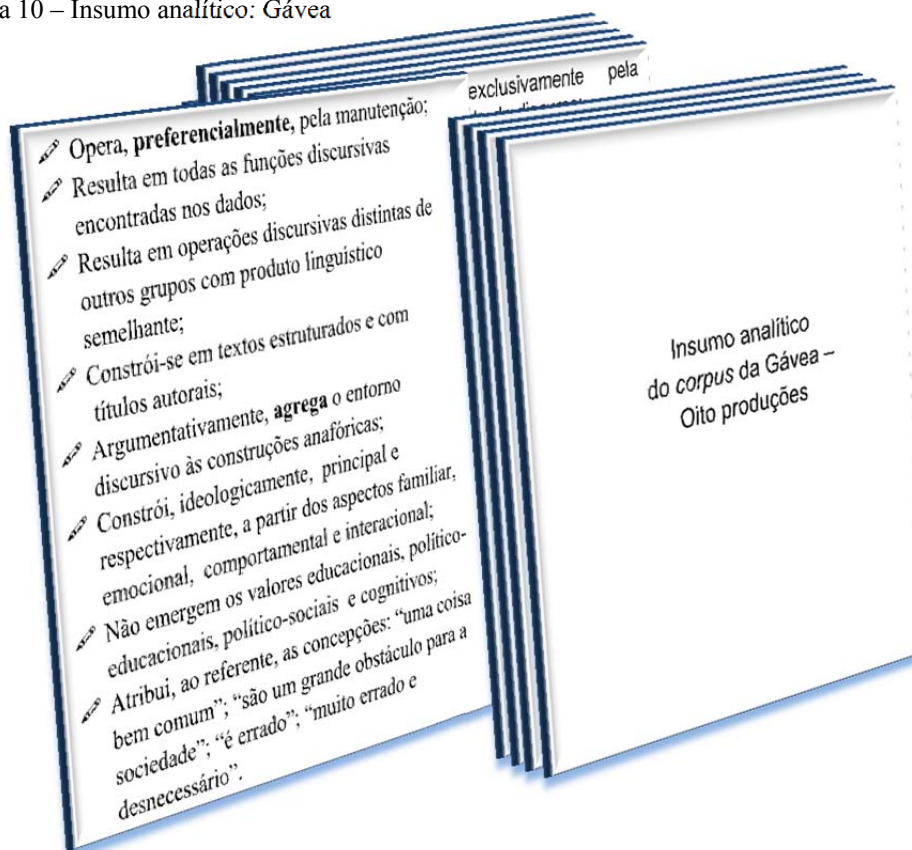 a 10 – Insumo analítico: Gávea
exclusivamente pela
Opera, preferencialmente, pela manutenção;
Resulta em todas as funções discursivas
encontradas nos dados;
Resulta em operações discursivas distintas de
outros grupos com produto linguístico
semelhante;
Constrói-se em textos estruturados e com
títulos autorais;
Argumentativamente, agrega o entorno
discursivo às construções anafóricas;
Constrói, ideologicamente, principal e
respectivamente, a partir dos aspectos familiar,
emocional, comportamental e interacional;
Não emergem os valores educacionais, político-
educacionais, político-sociais e cognitivos;
Atribui, ao referente, as concepções: “uma coisa
bem comum”; “são um grande obstáculo para a
sociedade”; “é errado”; “muito errado e
desnecessário”.
Insumo analítico
do corpus da Gávea –
Oito produções